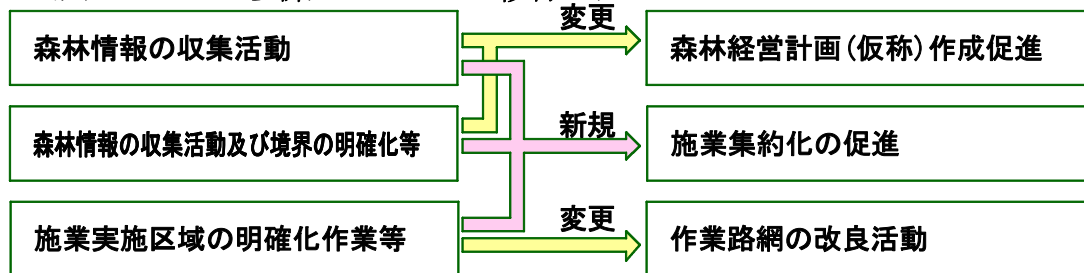 変更
森林情報の収集活動
森林経営計画(仮称)作成促進
新規
森林情報の収集活動及び境界の明確化等
施業集約化の促進
変更
施業実施区域の明確化作業等
作業路網の改良活動